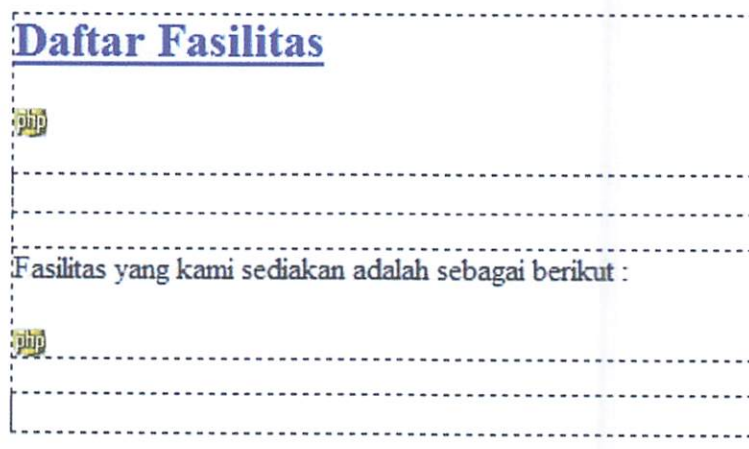 Daftar Fasilitas
php
Fasilitas yang kami sediakan adalah sebagai berikut :
php